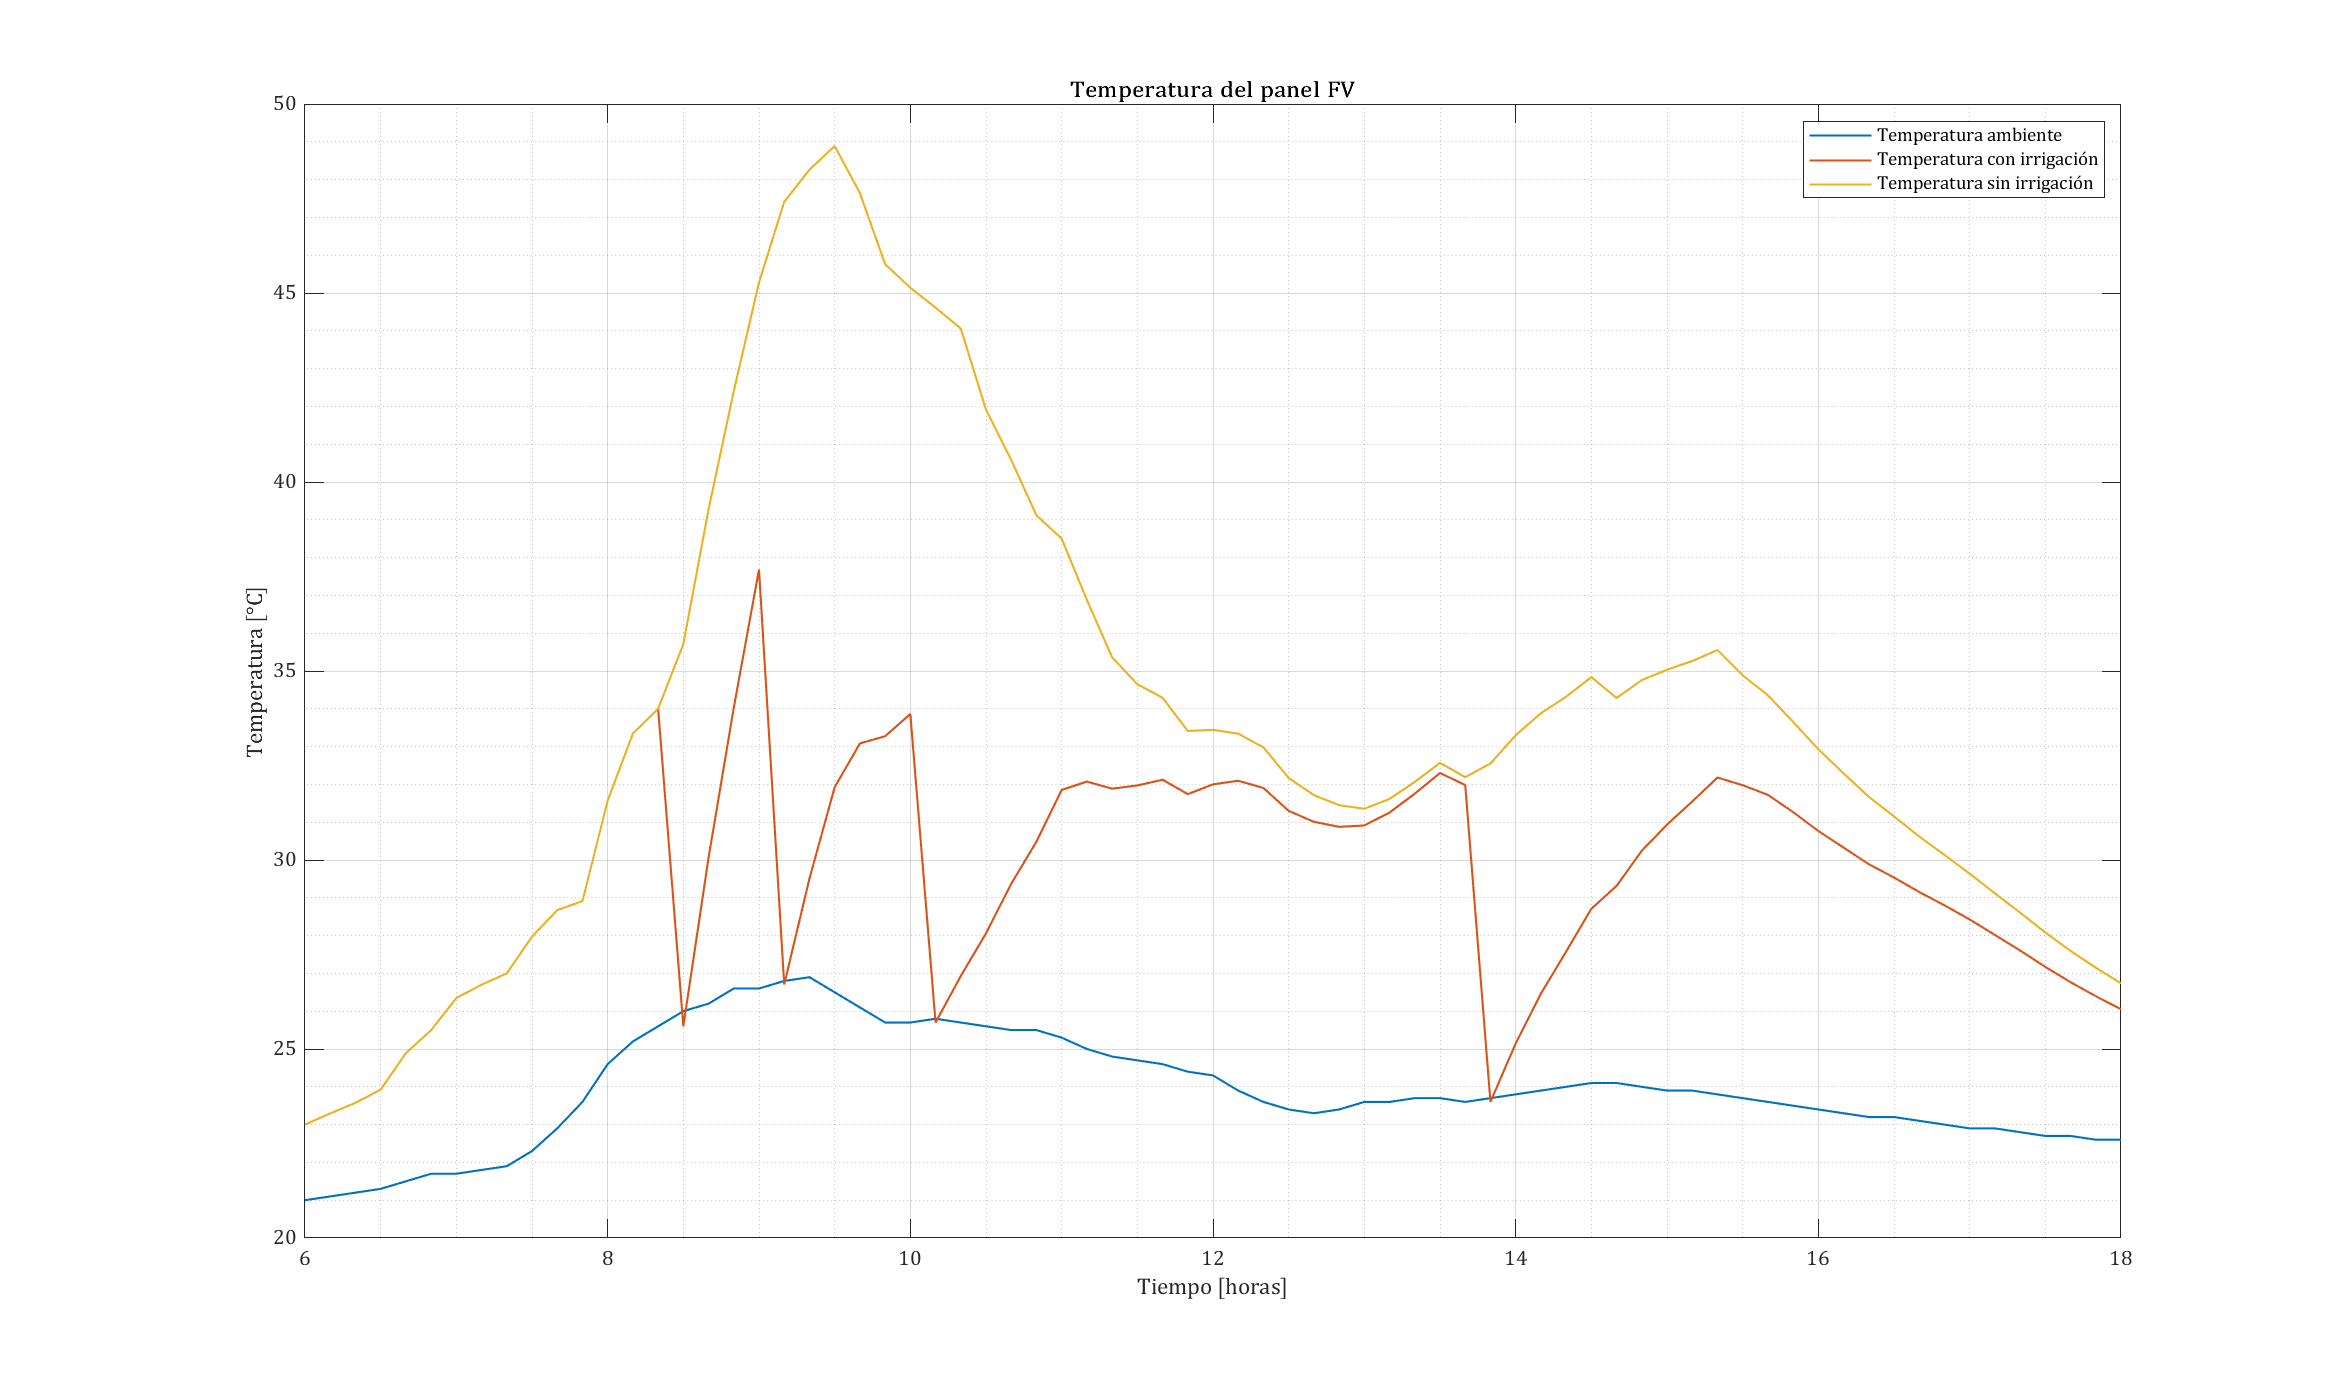 Temperatura del panel FV
50
45
40
35
30
25
20
Temperatura [°C]
Temperatura ambiente
Temperatura con irrigación
Temperatura sin irrigación
6 8 10 12 14 16 18
Tiempo [horas]